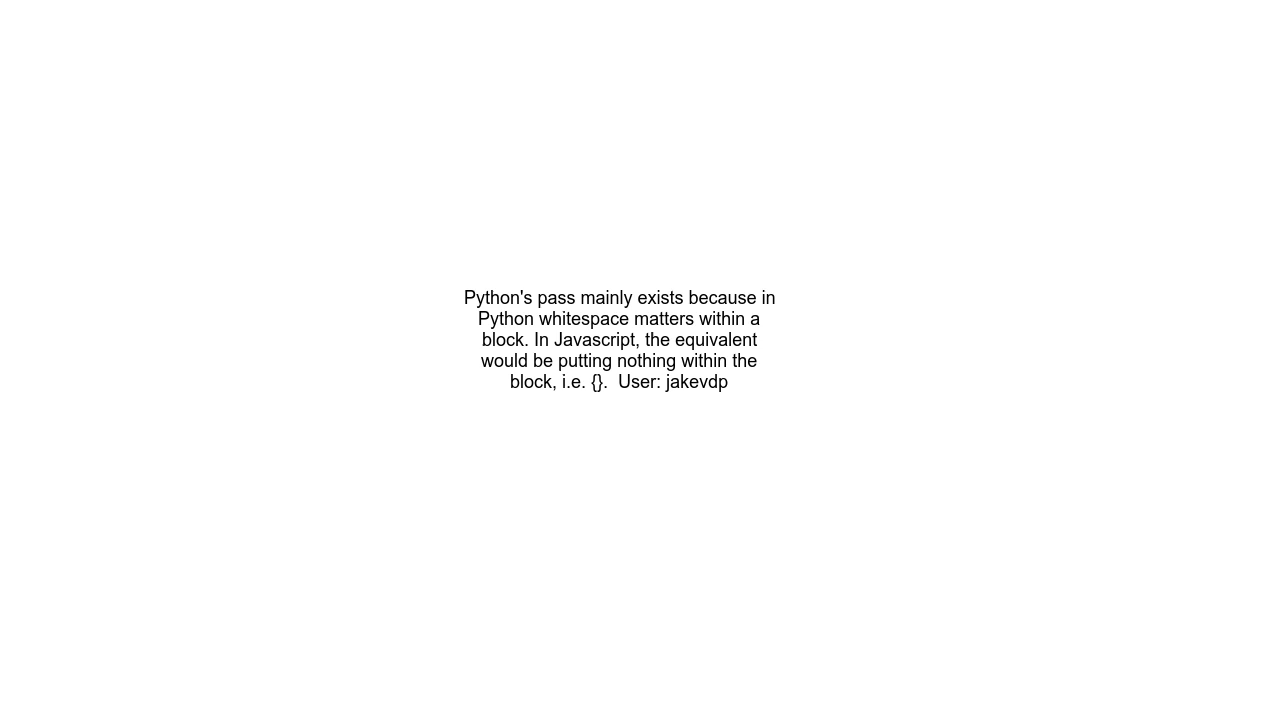 Python's pass mainly exists because in
Python whitespace matters within a
block. In Javascript, the equivalent
would be putting nothing within the
block, i.e. {}.  User: jakevdp